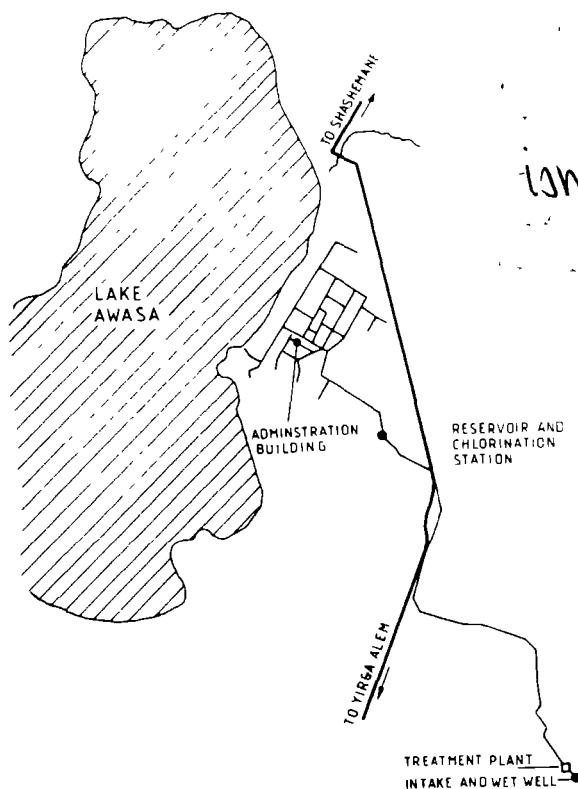 TO SHASHEMANE
LAKE
AWASA
ADMINSTRATION
BUILDING
RESERVOIR AND
CHLORINATION
STATION
TO YIRGA ALEM
TREATMENT PLANT
INTAKE AND WET WELL